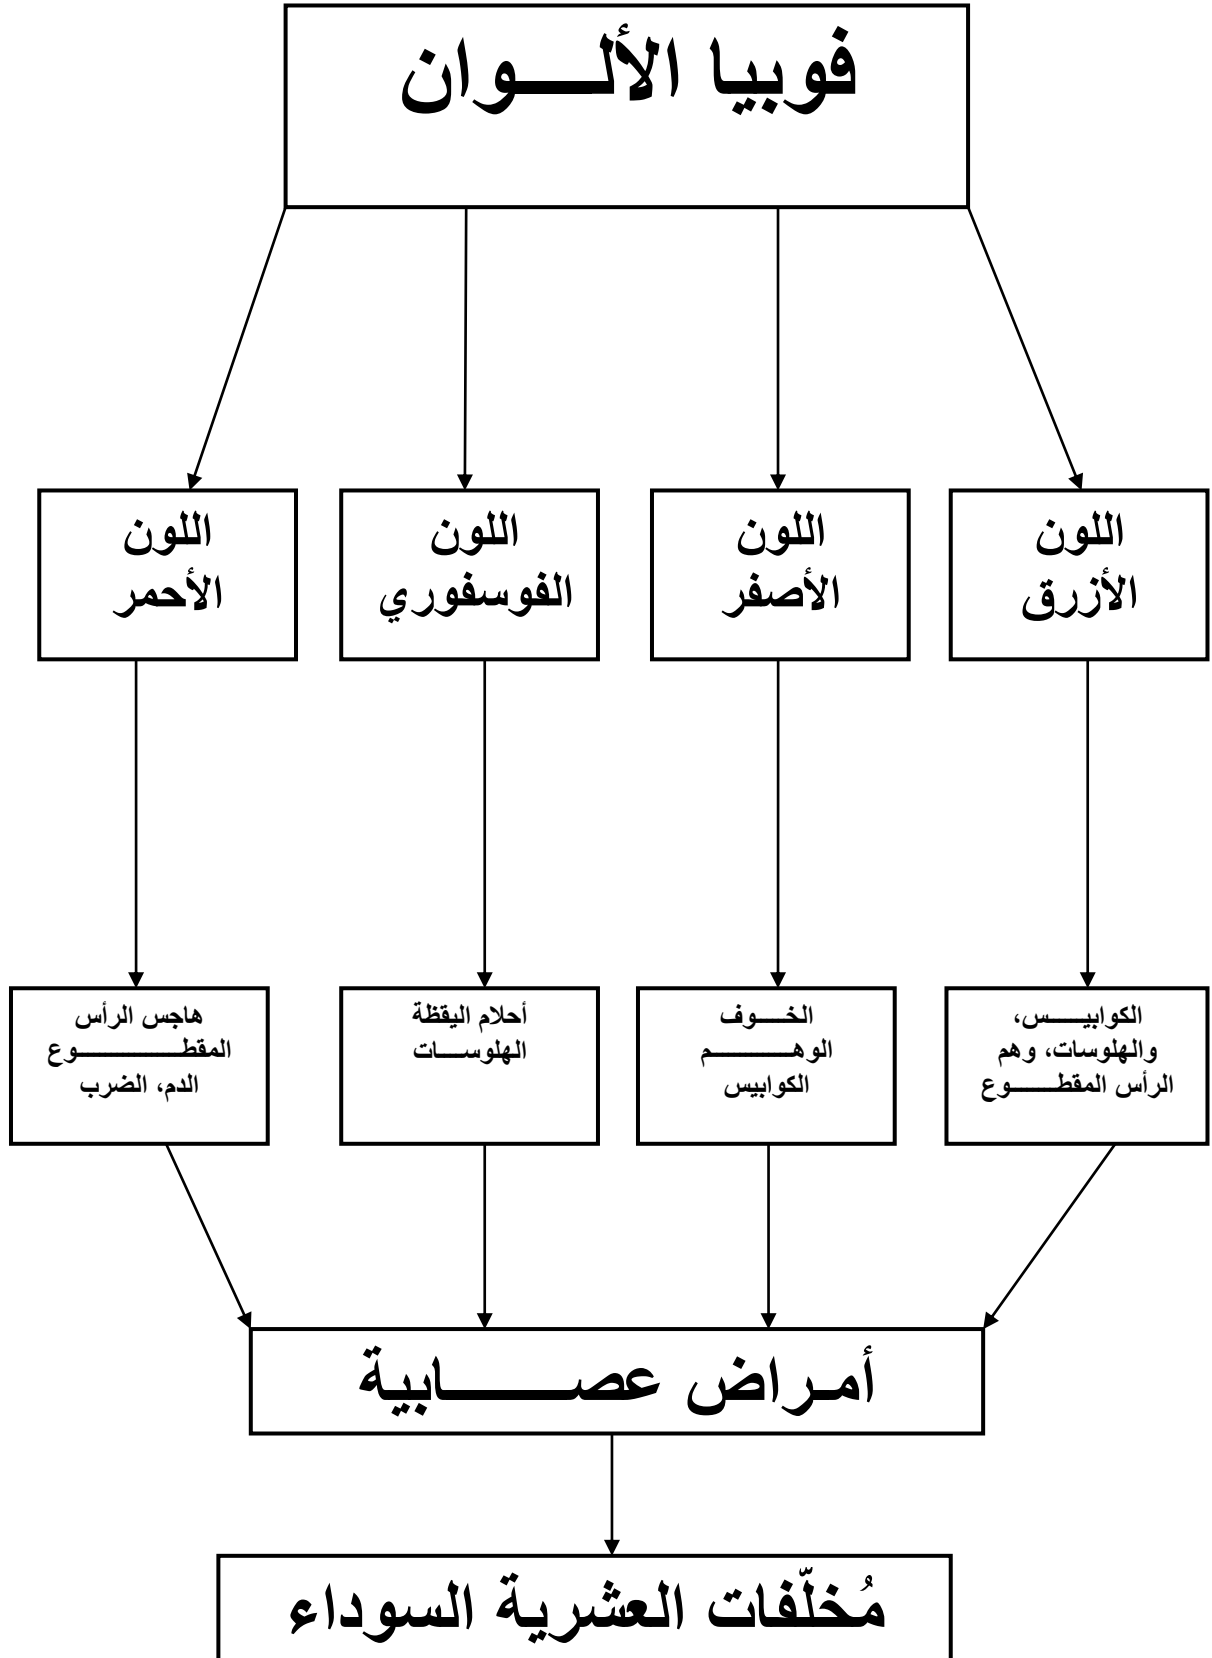 فوبيا الألـــوان
اللون
الأزرق
اللون
الأصفر
اللون
الفوسفوري
اللون
الأحمر
الكوابيـــس،
والهلوسات، وهم
الرأس المقطـــوع
الخـــوف
الوهـــــم
الكوابيس
أحلام اليقظة
الهلوســـات
هاجس الرأس
المقطـــــــوع
الدم، الضرب
أمـراض عصـــــابية
مُخلّفات العشرية السوداء